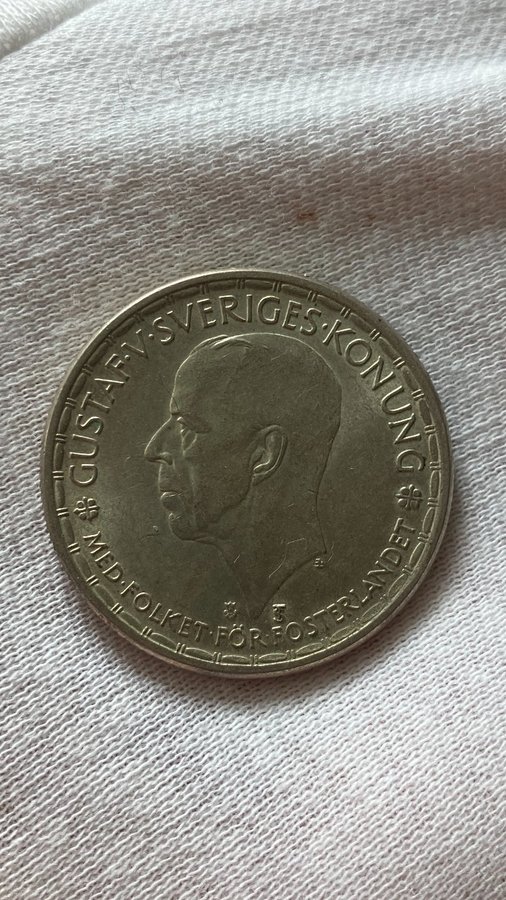 GUSTAF·V·SVERIGES·KONUNG
MED·FOLKET·FÖR·FOSTERLANDET